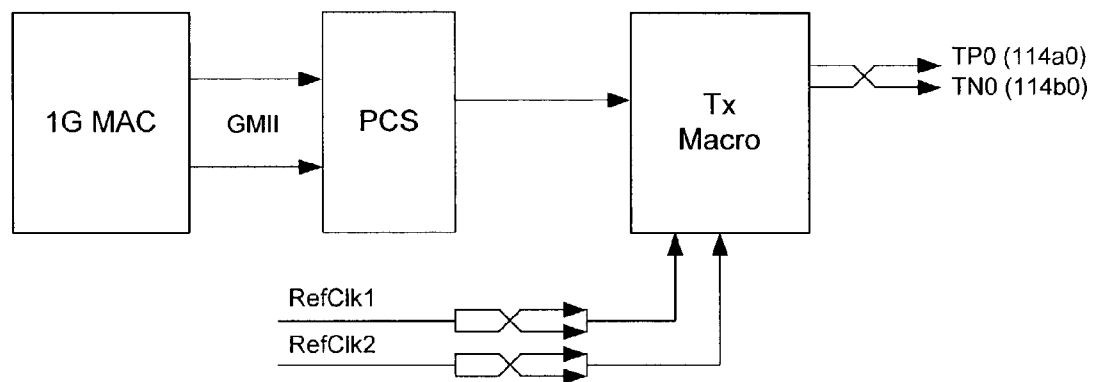 1G MAC
GMII
PCS
Tx
Macro
TP0 (114a0)
TN0 (114b0)
RefClk1
RefClk2